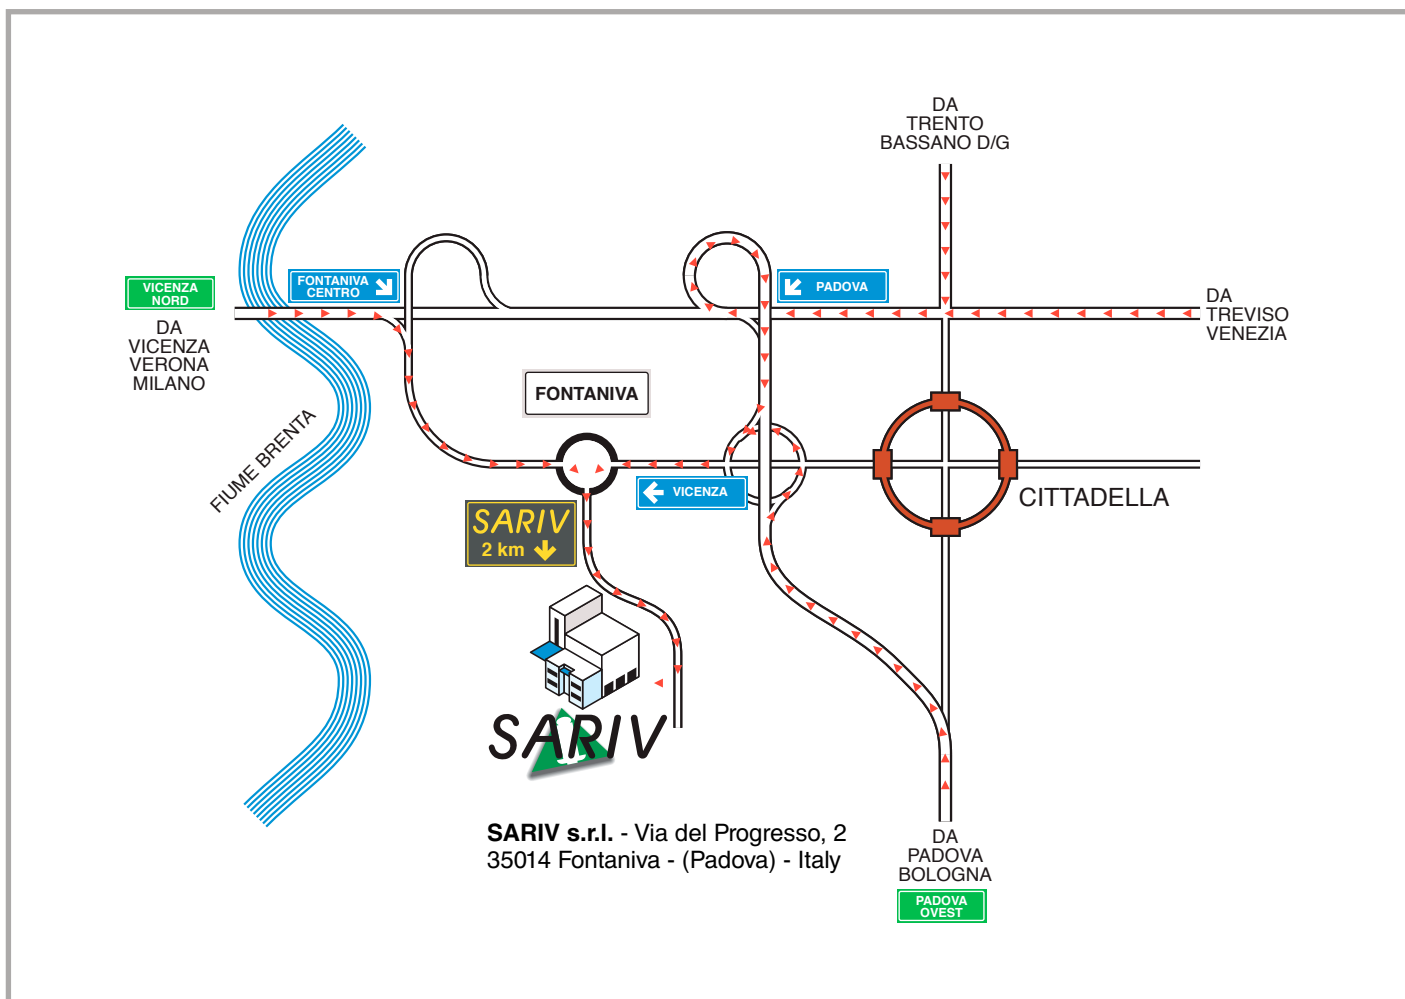 DA
TRENTO
BASSANO D/G
VICENZA
NORD
FONTANIVA
CENTRO
PADOVA
DA
TREVISO
VENEZIA
DA
VICENZA
VERONA
MILANO
FONTANIVA
FIUME BRENTA
VICENZA
CITTADELLA
SARIV
2 km
SARIV
SARIV s.r.l. - Via del Progresso, 2
35014 Fontaniva - (Padova) - Italy
DA
PADOVA
BOLOGNA
PADOVA
OVEST